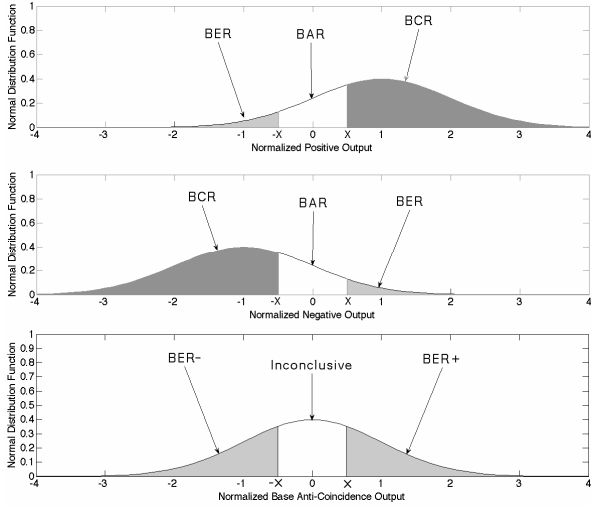 Normal Distribution Function
1
0.8
0.6
0.4
0.2
0
BER
BAR
BCR
-4 -3 -2 -1 -X 0 X 1 2 3 4
Normalized Positive Output
Normal Distribution Function
1
0.8
0.6
0.4
0.2
0
BCR
BAR
BER
-4 -3 -2 -1 -X 0 X 1 2 3 4
Normalized Negative Output
Normal Distribution Function
1
0.9
0.8
0.7
0.6
0.5
0.4
0.3
0.2
0.1
0
BER-
Inconclusive
BER+
-4 -3 -2 -1 -X 0 X 1 2 3 4
Normalized Base Anti-Coincidence Output